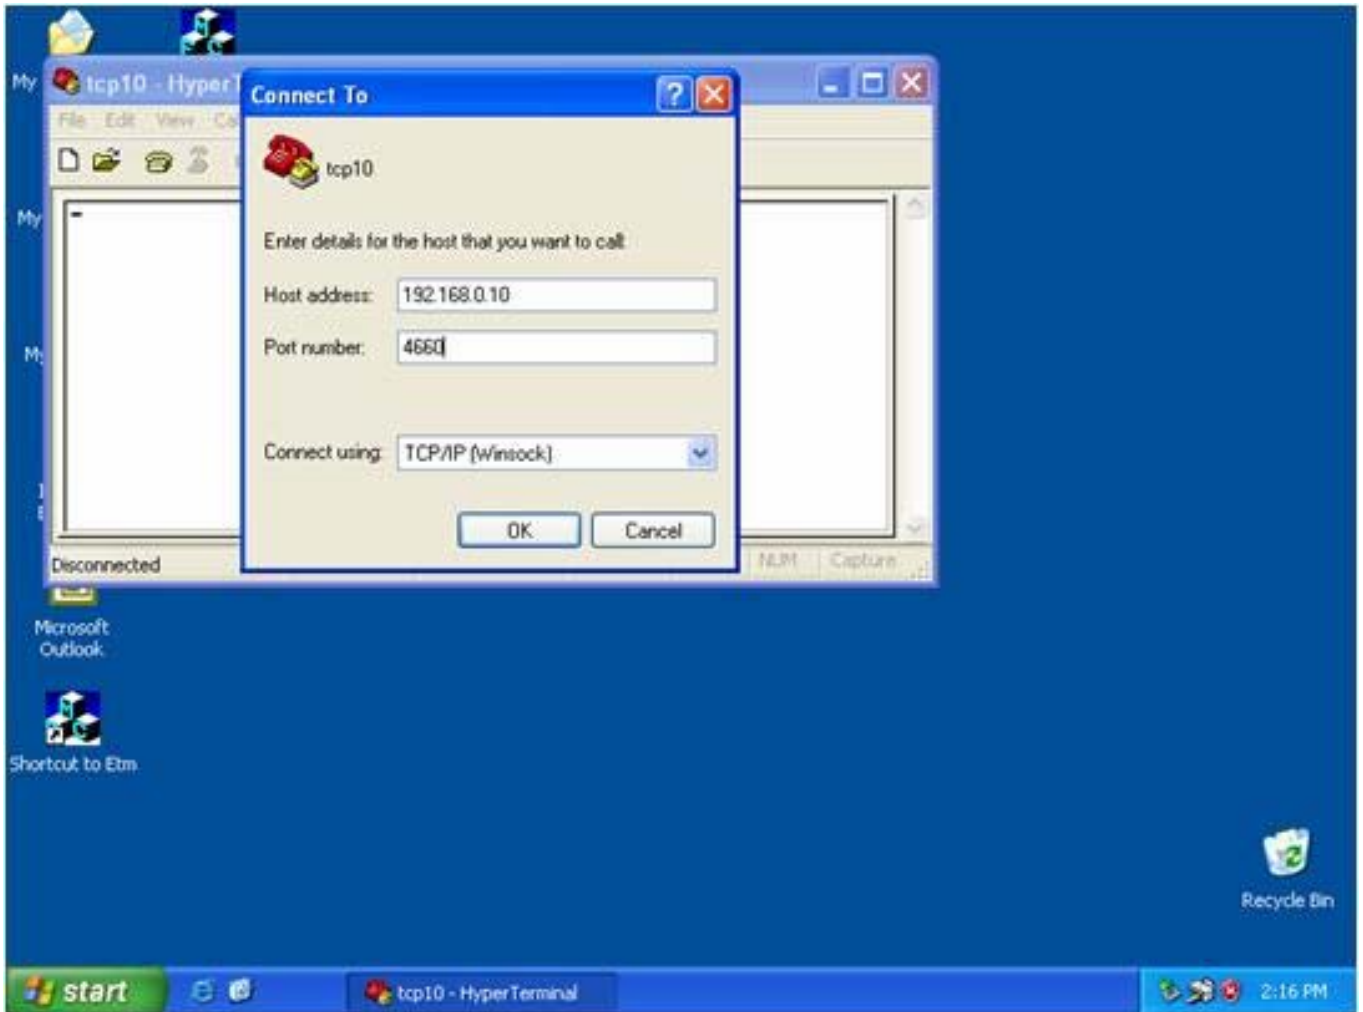 My
tcp10 - HyperT
File Edit View Ca
Connect To
tcp10
My
Enter details for the host that you want to call:
Host address: 192.168.0.10
Port number: 4660
Connect using: TCP/IP (Winsock)
OK Cancel
Disconnected
NUM Capture
Microsoft
Outlook
Shortcut to Etm
Recycle Bin
start
tcp10 - HyperTerminal
2:16 PM